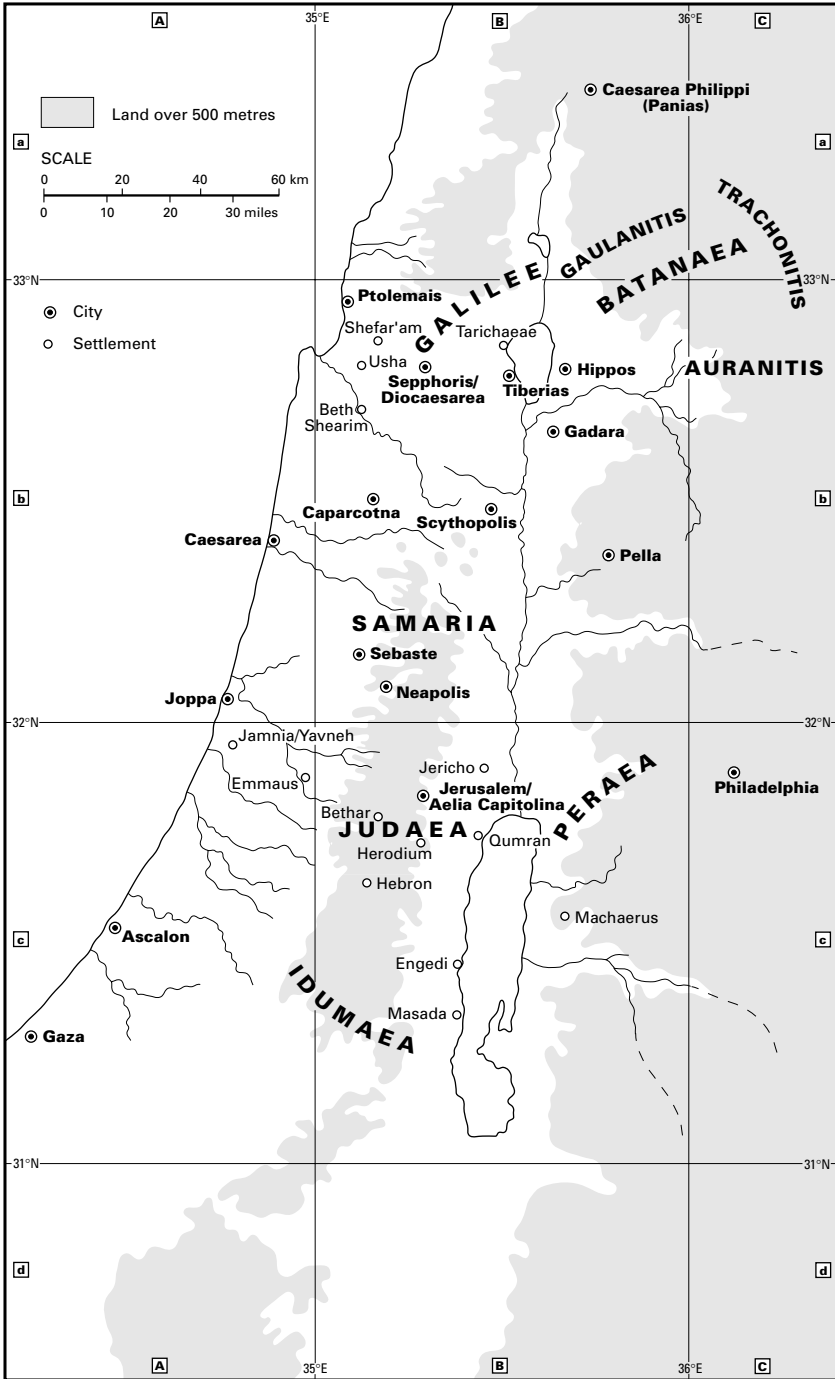 A
35°E
B
36°E
C
Caesarea Philippi
(Panias)
Land over 500 metres
a
a
SCALE
0 20 40 60 km
0 10 20 30 miles
TRACHONITIS
GAULANITIS
BATANAEA
GALILEE
33°N
33°N
Ptolemais
City
Shefar'am
Tarichaeae
Settlement
Usha
Sepphoris/
Diocaesarea
Tiberias
Hippos
AURANITIS
Beth
Shearim
Gadara
b
b
Caparcotna
Scythopolis
Caesarea
Pella
SAMARIA
Sebaste
Neapolis
Joppa
32°N
32°N
Jamnia/Yavneh
Jericho
Emmaus
Jerusalem/
Aelia Capitolina
PERAEA
Philadelphia
Bethar
JUDAEA
Qumran
Herodium
Hebron
Machaerus
Ascalon
c
c
Engedi
IDUMAEA
Masada
Gaza
31°N
31°N
d
d
A
35°E
B
36°E
C